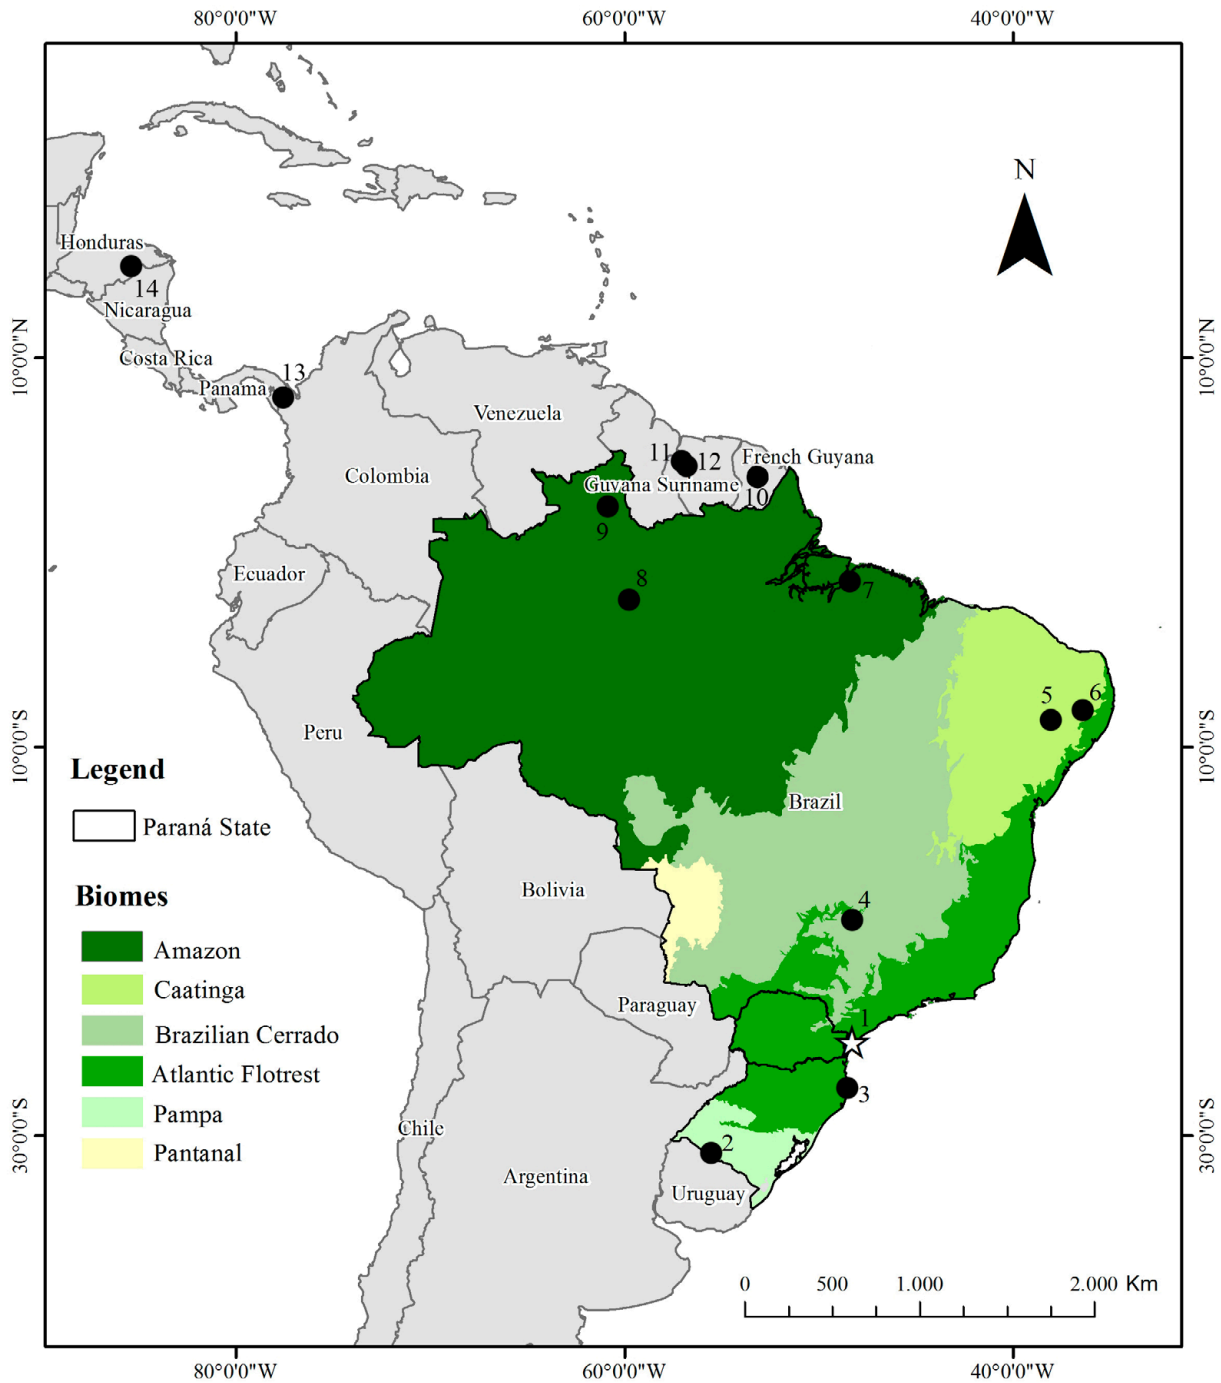 80°0'0"W 60°0'0"W 40°0'0"W
N
Honduras
14
Nicaragua
10°0'0"N
10°0'0"N
Costa Rica
13
Panama
Venezuela
11
12
French Guyana
Colombia
Guyana Suriname
10
9
Ecuador
8
7
5
6
10°0'0"S
10°0'0"S
Peru
Legend
Paraná State
Brazil
Bolivia
4
Biomes
Amazon
Caatinga
Brazilian Cerrado
Atlantic Flotrest
Pampa
Pantanal
Paraguay
1
3
Chile
30°0'0"S
30°0'0"S
2
Argentina
Uruguay
0 500 1.000 2.000 Km
80°0'0"W 60°0'0"W 40°0'0"W